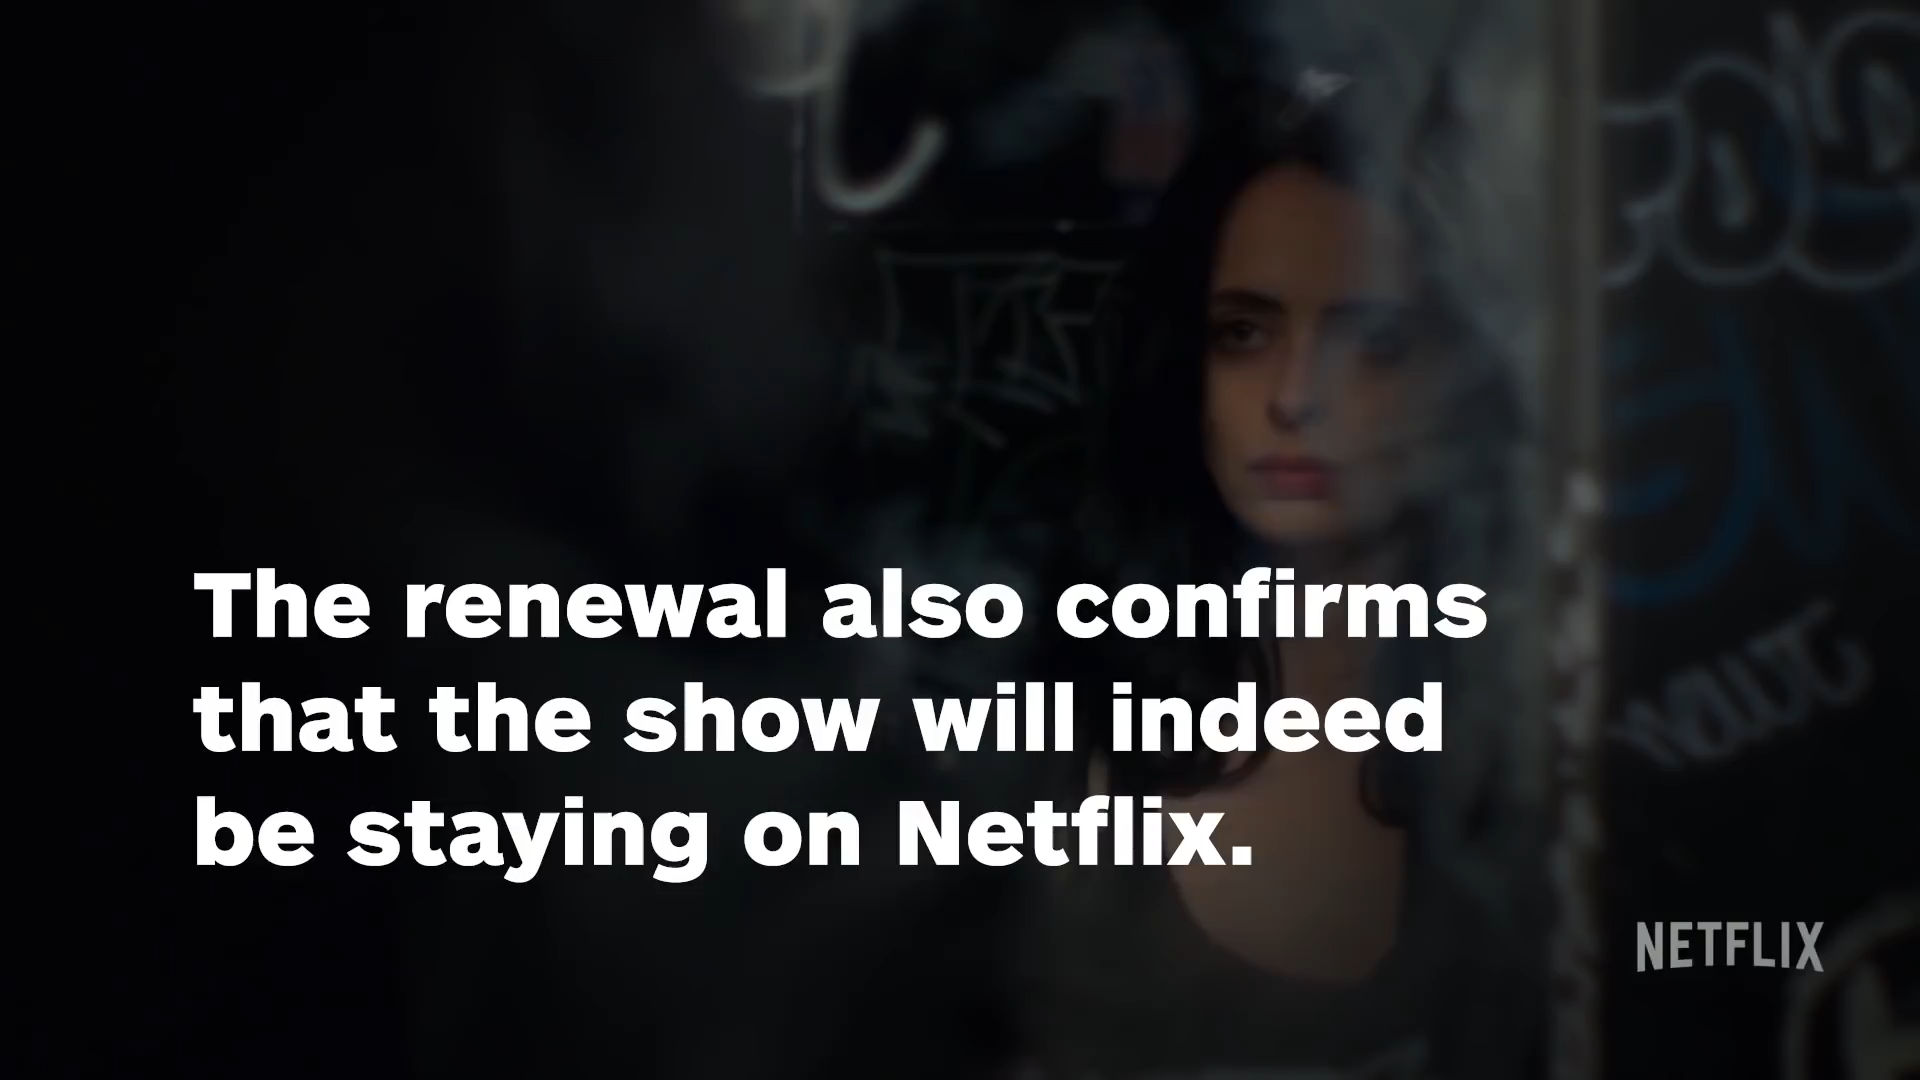 The renewal also confirms
that the show will indeed
be staying on Netflix.
NETFLIX